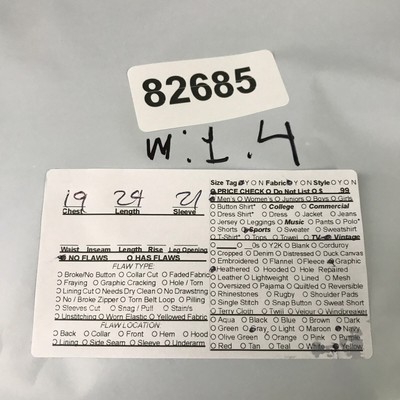 82685
W: 1. 4
19 24 21
Chest Length Sleeve
Waist Inseam Length Rise Leg Opening
NO FLAWS O HAS FLAWS
FLAW TYPE:
O Broke/No Button O Collar O Faded Fabric
O Fraying O Graphic Cracking O Hole / Torn
O Lining Cut O Needs Dry Clean O No Drawstring
O No / Broke Zipper O Torn Belt Loop O Pilling
O Sleeves Cut O Snag / Pull O Stain's
O Unstitching O Worn Elastic O Yellowed Fabric
FLAW LOCATION:
O Back O Collar O Front O Hem O Hood
O Lining O Side Seam O Sleeve O Underarm
Size Tag Y O N Fabric Y O N Style O Y O N
PRICE CHECK O Do Not List O $ .99
Men's O Women's O Juniors O Boys O Girls
O Button Shirt* O College O Commercial
O Dress Shirt* O Dress O Jacket O Jeans
O Jersey O Leggings O Music O Pants O Polo*
O Shorts Sports O Sweater O Sweatshirt
O T-Shirt* O Tops O Towel O TV O Vintage
O 0s O Y2K O Blank O Corduroy
O Cropped O Denim O Distressed O Duck Canvas
O Embroidered O Flannel O Fleece Graphic
Heathered O Hooded O Hole Repaired
O Leather O Lightweight O Lined O Mesh
O Oversized O Pajama O Quilted O Reversible
O Rhinestones O Rugby O Shoulder Pads
O Single Stitch O Snap Button O Sweat Short
O Terry Cloth O Twill O Velour O Windbreaker
O Aqua O Black O Blue O Brown O Dark
O Green Gray O Light O Maroon Navy
O Olive Green O Orange O Pink O Purple
O Red O Tan O Teal O White O Yellow